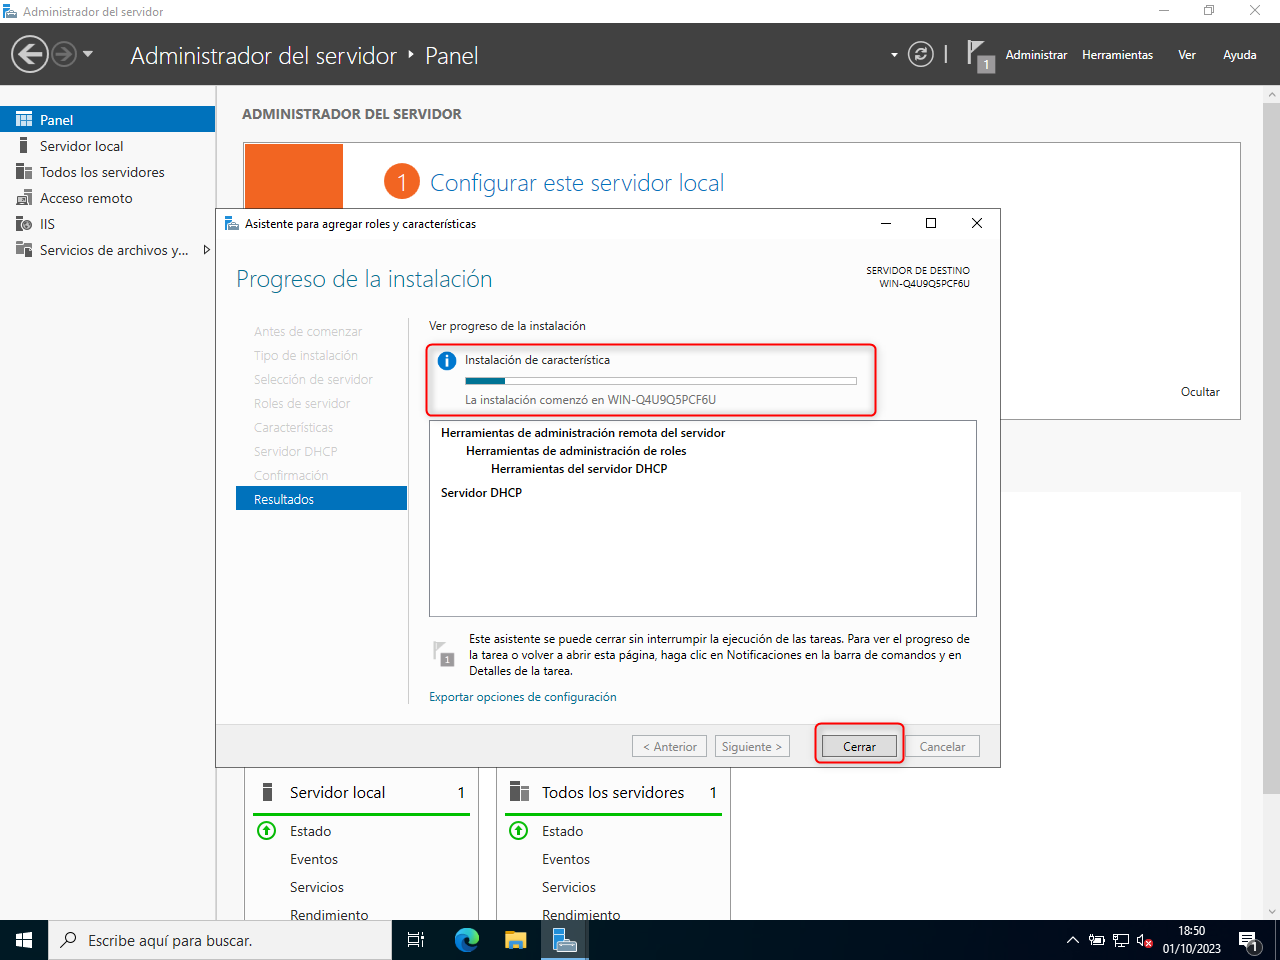 Administrador del servidor
Administrador del servidor ‣ Panel
1
Administrar
Herramientas
Ver
Ayuda
Panel
Servidor local
Todos los servidores
Acceso remoto
IIS
Servicios de archivos y...
ADMINISTRADOR DEL SERVIDOR
1 Configurar este servidor local
Ocultar
Asistente para agregar roles y características
Progreso de la instalación
SERVIDOR DE DESTINO
WIN-Q4U9Q5PCF6U
Antes de comenzar
Tipo de instalación
Selección de servidor
Roles de servidor
Características
Servidor DHCP
Confirmación
Resultados
Ver progreso de la instalación
Instalación de característica
La instalación comenzó en WIN-Q4U9Q5PCF6U
Herramientas de administración remota del servidor
Herramientas de administración de roles
Herramientas del servidor DHCP
Servidor DHCP
1
Este asistente se puede cerrar sin interrumpir la ejecución de las tareas. Para ver el progreso de
la tarea o volver a abrir esta página, haga clic en Notificaciones en la barra de comandos y en
Detalles de la tarea.
Exportar opciones de configuración
< Anterior
Siguiente >
Cerrar
Cancelar
Servidor local 1
Estado
Eventos
Servicios
Rendimiento
Todos los servidores 1
Estado
Eventos
Servicios
Rendimiento
Escribe aquí para buscar.
18:50
01/10/2023
1